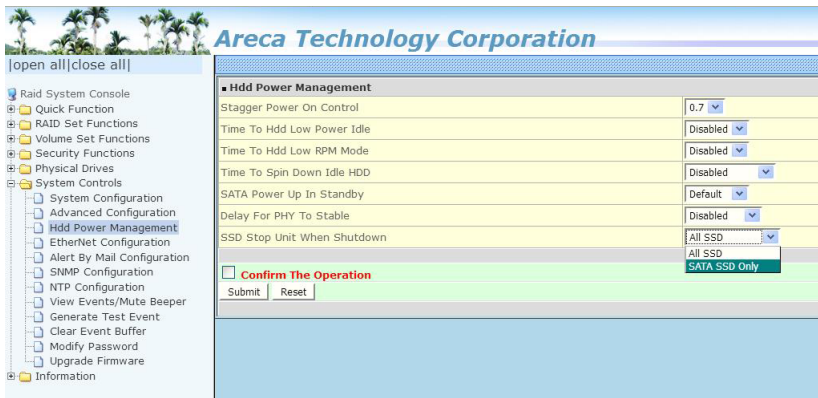 Areca Technology Corporation
|open all|close all|
Raid System Console
Quick Function
RAID Set Functions
Volume Set Functions
Security Functions
Physical Drives
System Controls
System Configuration
Advanced Configuration
Hdd Power Management
EtherNet Configuration
Alert By Mail Configuration
SNMP Configuration
NTP Configuration
View Events/Mute Beeper
Generate Test Event
Clear Event Buffer
Modify Password
Upgrade Firmware
Information
Hdd Power Management
Stagger Power On Control 0.7
Time To Hdd Low Power Idle Disabled
Time To Hdd Low RPM Mode Disabled
Time To Spin Down Idle HDD Disabled
SATA Power Up In Standby Default
Delay For PHY To Stable Disabled
SSD Stop Unit When Shutdown All SSD
All SSD
SATA SSD Only
Confirm The Operation
Submit Reset